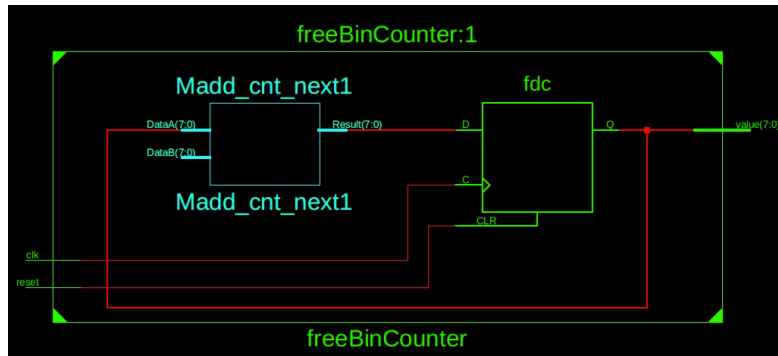 freeBinCounter:1
Madd_cnt_next1
fdc
DataA(7:0)
Result(7:0)
D
Q
value(7:0)
DataB(7:0)
C
Madd_cnt_next1
CLR
clk
reset
freeBinCounter